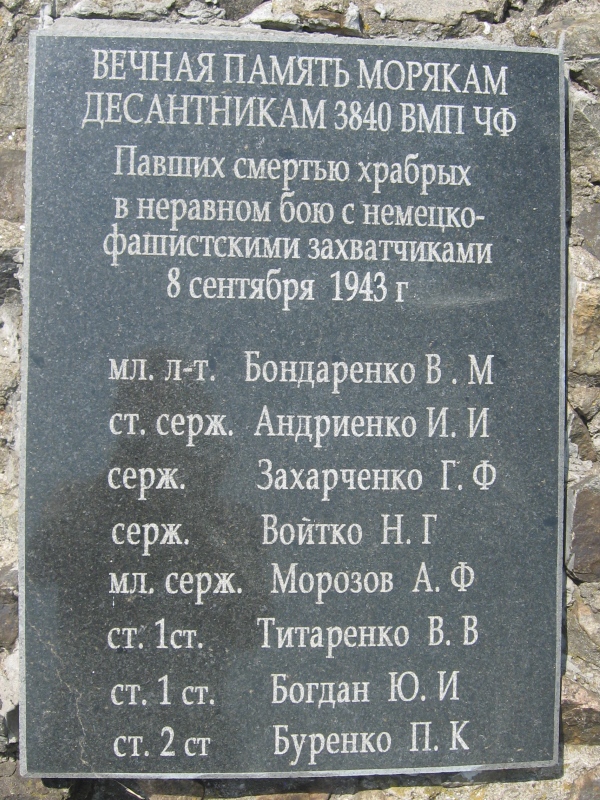 ВЕЧНАЯ ПАМЯТЬ МОРЯКАМ
ДЕСАНТНИКАМ 3840 ВМП ЧФ
Павших смертью храбрых
в неравном бою с немецко-
фашистскими захватчиками
8 сентября 1943 г
мл. л-т. Бондаренко В . М
ст. серж. Андриенко И. И
серж. Захарченко Г. Ф
серж. Войтко Н. Г
мл. серж. Морозов А. Ф
ст. 1ст. Титаренко В. В
ст. 1 ст. Богдан Ю. И
ст. 2 ст Буренко П. К